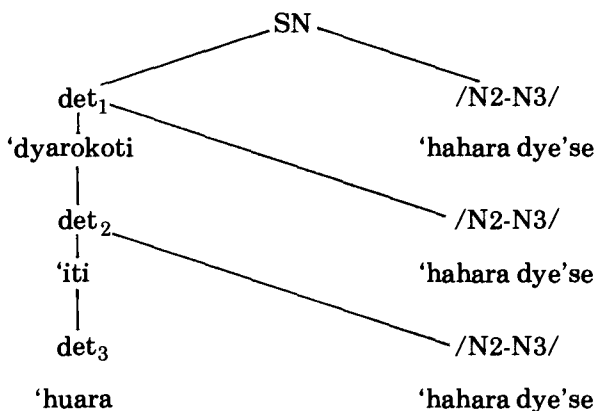 SN
det₁ /N2-N3/
‘dyarokoti ‘hahara dye’se
det₂ /N2-N3/
‘iti ‘hahara dye’se
det₃ /N2-N3/
‘huara ‘hahara dye’se